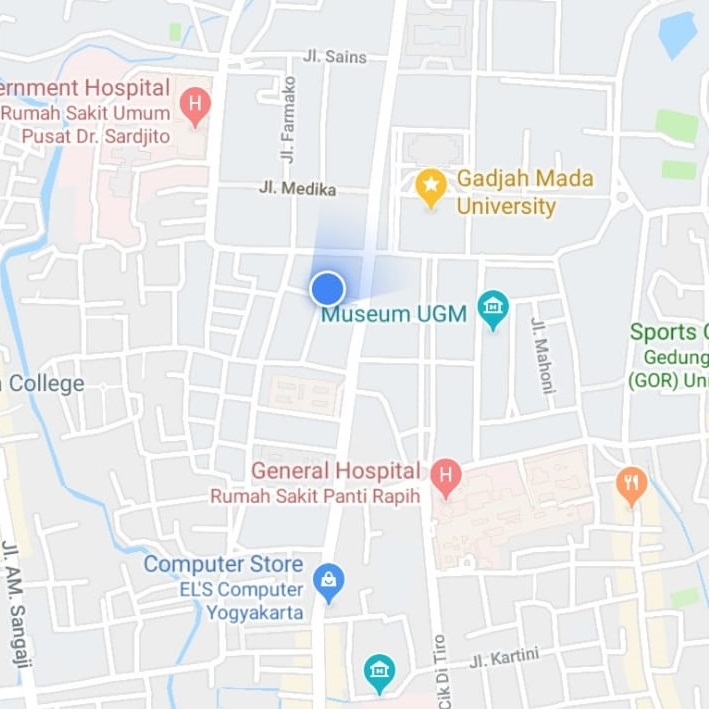 Jl. Sains
ernment Hospital
Rumah Sakit Umum
Pusat Dr. Sardjito
Jl. Farmako
Jl. Medika
Gadjah Mada
University
Museum UGM
Jl. Mahoni
Sports C
Gedung
(GOR) Uni
College
General Hospital
Rumah Sakit Panti Rapih
Computer Store
EL'S Computer
Yogyakarta
Jl. AM. Sangaji
Cik Di Tiro
Jl. Kartini